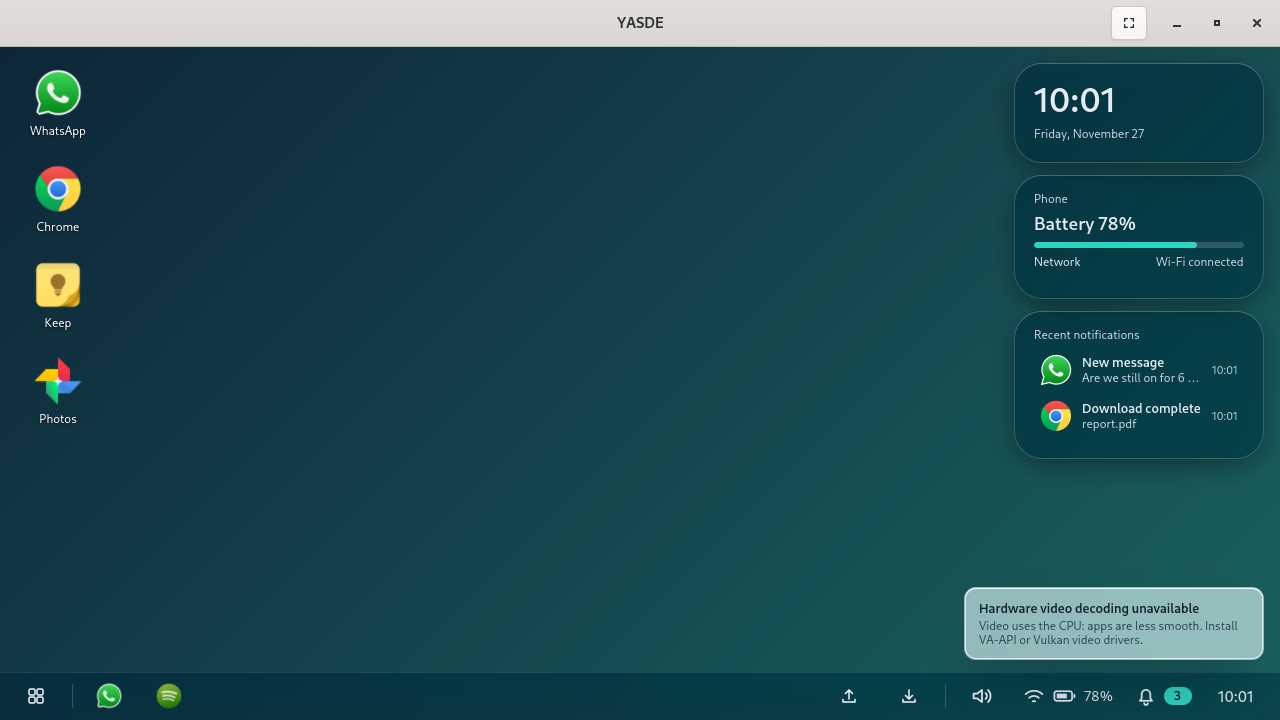 YASDE
WhatsApp
Chrome
Keep
Photos
10:01
Friday, November 27
Phone
Battery 78%
Network Wi-Fi connected
Recent notifications
New message
Are we still on for 6 …
10:01
Download complete
report.pdf
10:01
Hardware video decoding unavailable
Video uses the CPU: apps are less smooth. Install
VA-API or Vulkan video drivers.
78% 3 10:01